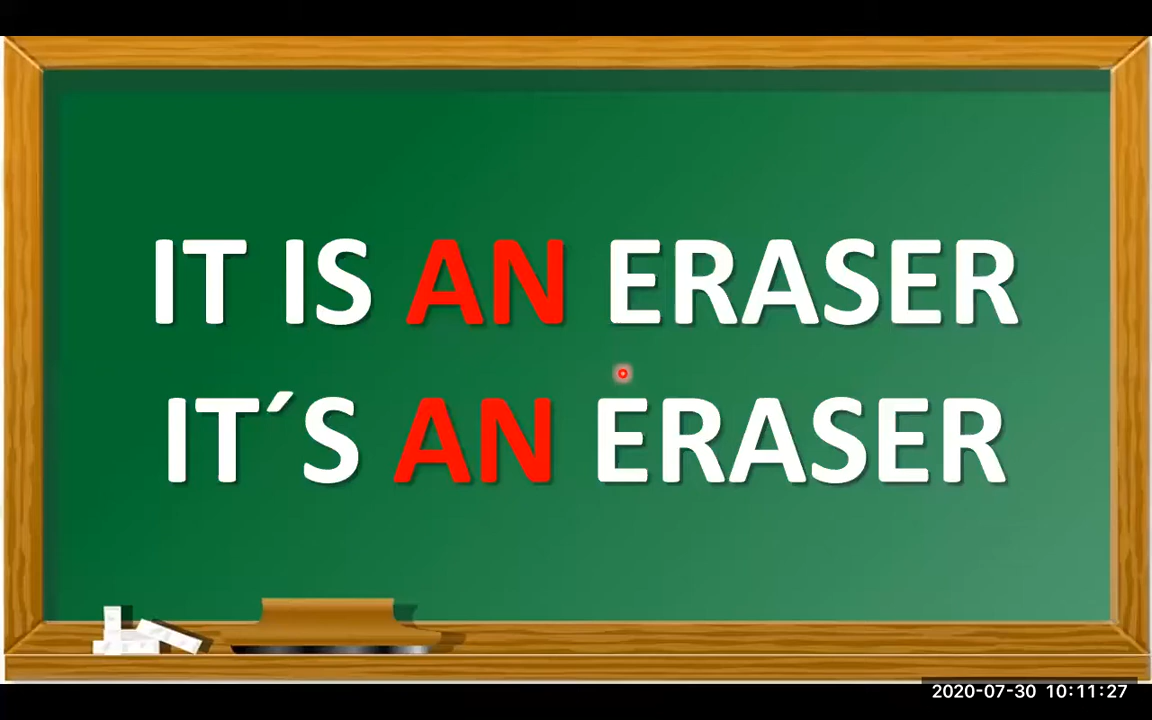 IT IS AN ERASER
IT´S AN ERASER
2020-07-30 10:11:27